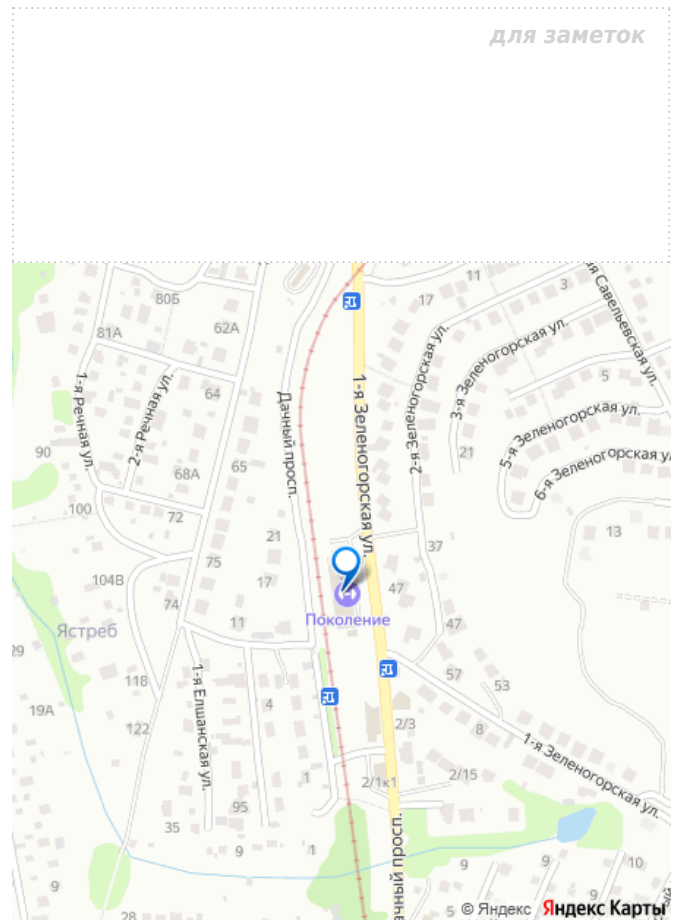 для заметок
11
80Б
17
3
81А
62А
1-я Зеленогорская ул.
2-я Зеленогорская ул.
3-я Зеленогорская ул.
я Савельевская ул.
5
1-я Речная ул.
2-я Речная ул.
64
Дачный просп.
5-я Зеленогорская ул.
90
68А
65
21
6-я Зеленогорская у
100
72
21
13
75
37
104В
17
47
74
Поколение
11
Ястреб
47
29
118
1-я Елшанская ул.
57
53
19А
4
122
2/3
8
1-я Зеленогорская ул.
1
2/1к1
2/15
95
35
9
1
чный просп.
9
9
10
9
28
5
© Яндекс Яндекс Карты